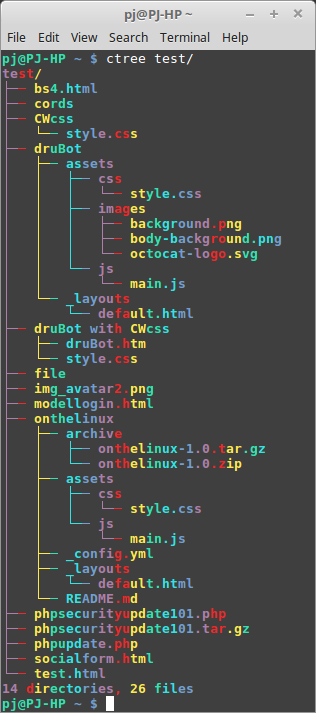 pj@PJ-HP ~
File Edit View Search Terminal Help
pj@PJ-HP ~ $ ctree test/
test/
├── bs4.html
├── cords
├── CWcss
│   └── style.css
├── druBot
│   ├── assets
│   │   ├── css
│   │   │   └── style.css
│   │   ├── images
│   │   │   ├── background.png
│   │   │   ├── body-background.png
│   │   │   └── octocat-logo.svg
│   │   └── js
│   │       └── main.js
│   └── _layouts
│       └── default.html
├── druBot with CWcss
│   ├── druBot.htm
│   └── style.css
├── file
├── img_avatar2.png
├── modellogin.html
├── onthelinux
│   ├── archive
│   │   ├── onthelinux-1.0.tar.gz
│   │   └── onthelinux-1.0.zip
│   ├── assets
│   │   ├── css
│   │   │   └── style.css
│   │   └── js
│   │       └── main.js
│   ├── _config.yml
│   ├── _layouts
│   │   └── default.html
│   └── README.md
├── phpsecurityupdate101.php
├── phpsecurityupdate101.tar.gz
├── phpupdate.php
├── socialform.html
└── test.html
14 directories, 26 files
pj@PJ-HP ~ $